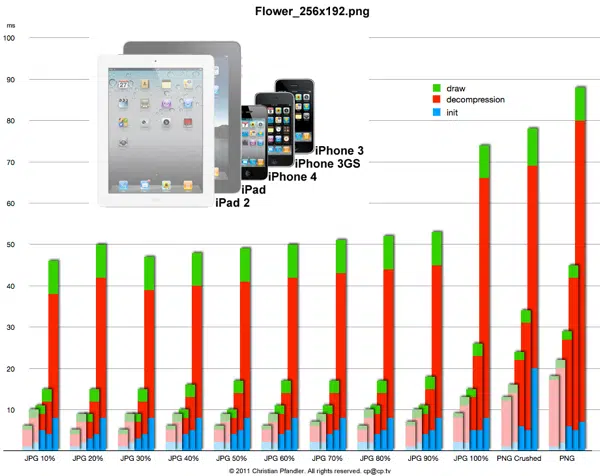 Flower_256x192.png
ms
100
90
80
70
60
50
40
30
20
10
draw
decompression
init
iPhone 3
iPhone 3GS
iPhone 4
iPad
iPad 2
JPG 10% JPG 20% JPG 30% JPG 40% JPG 50% JPG 60% JPG 70% JPG 80% JPG 90% JPG 100% PNG Crushed PNG
© 2011 Christian Pfandler. All rights reserved. cp@cp.tv